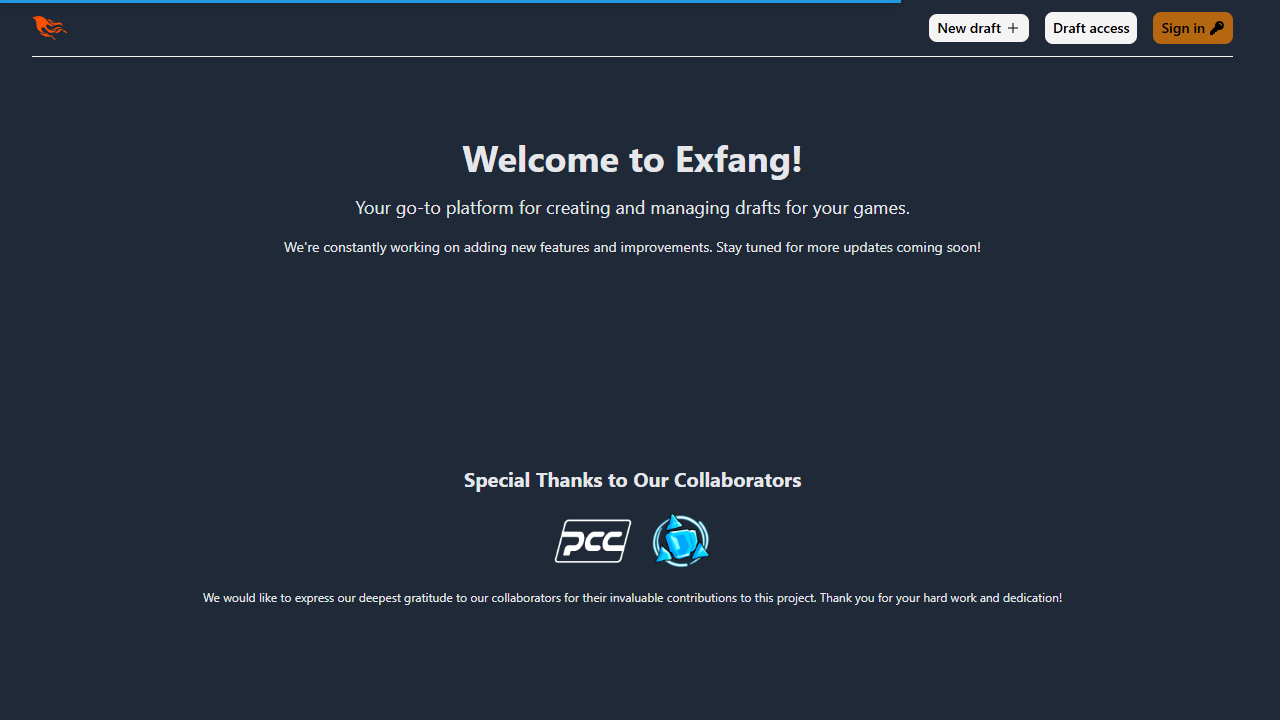 New draft
Draft access
Sign in
Welcome to Exfang!
Your go-to platform for creating and managing drafts for your games.
We're constantly working on adding new features and improvements. Stay tuned for more updates coming soon!
Special Thanks to Our Collaborators
PCC
We would like to express our deepest gratitude to our collaborators for their invaluable contributions to this project. Thank you for your hard work and dedication!